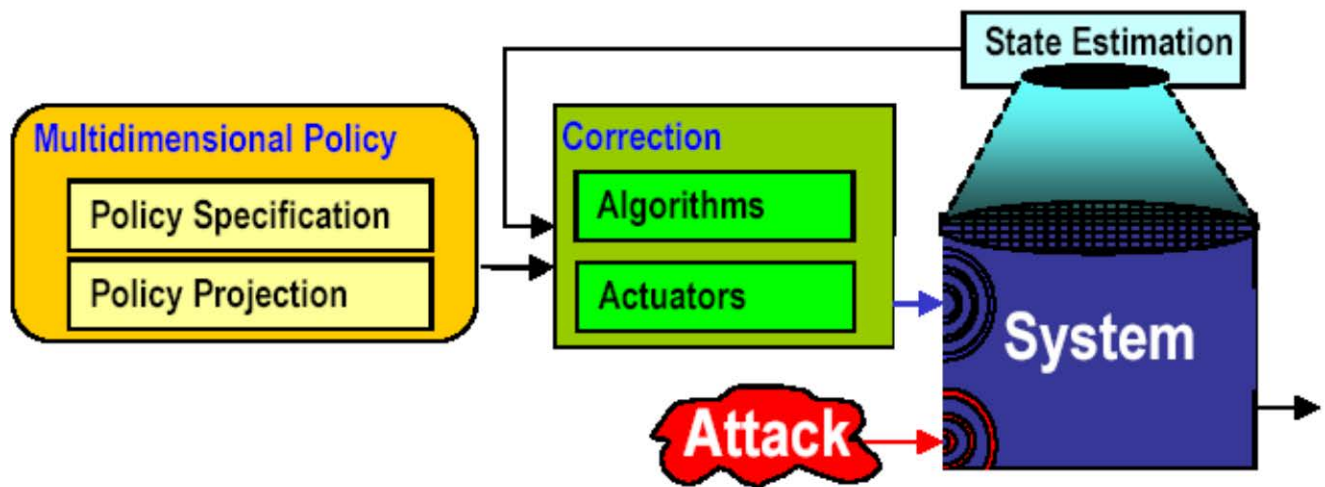 State Estimation
Multidimensional Policy
Policy Specification
Policy Projection
Correction
Algorithms
Actuators
System
Attack